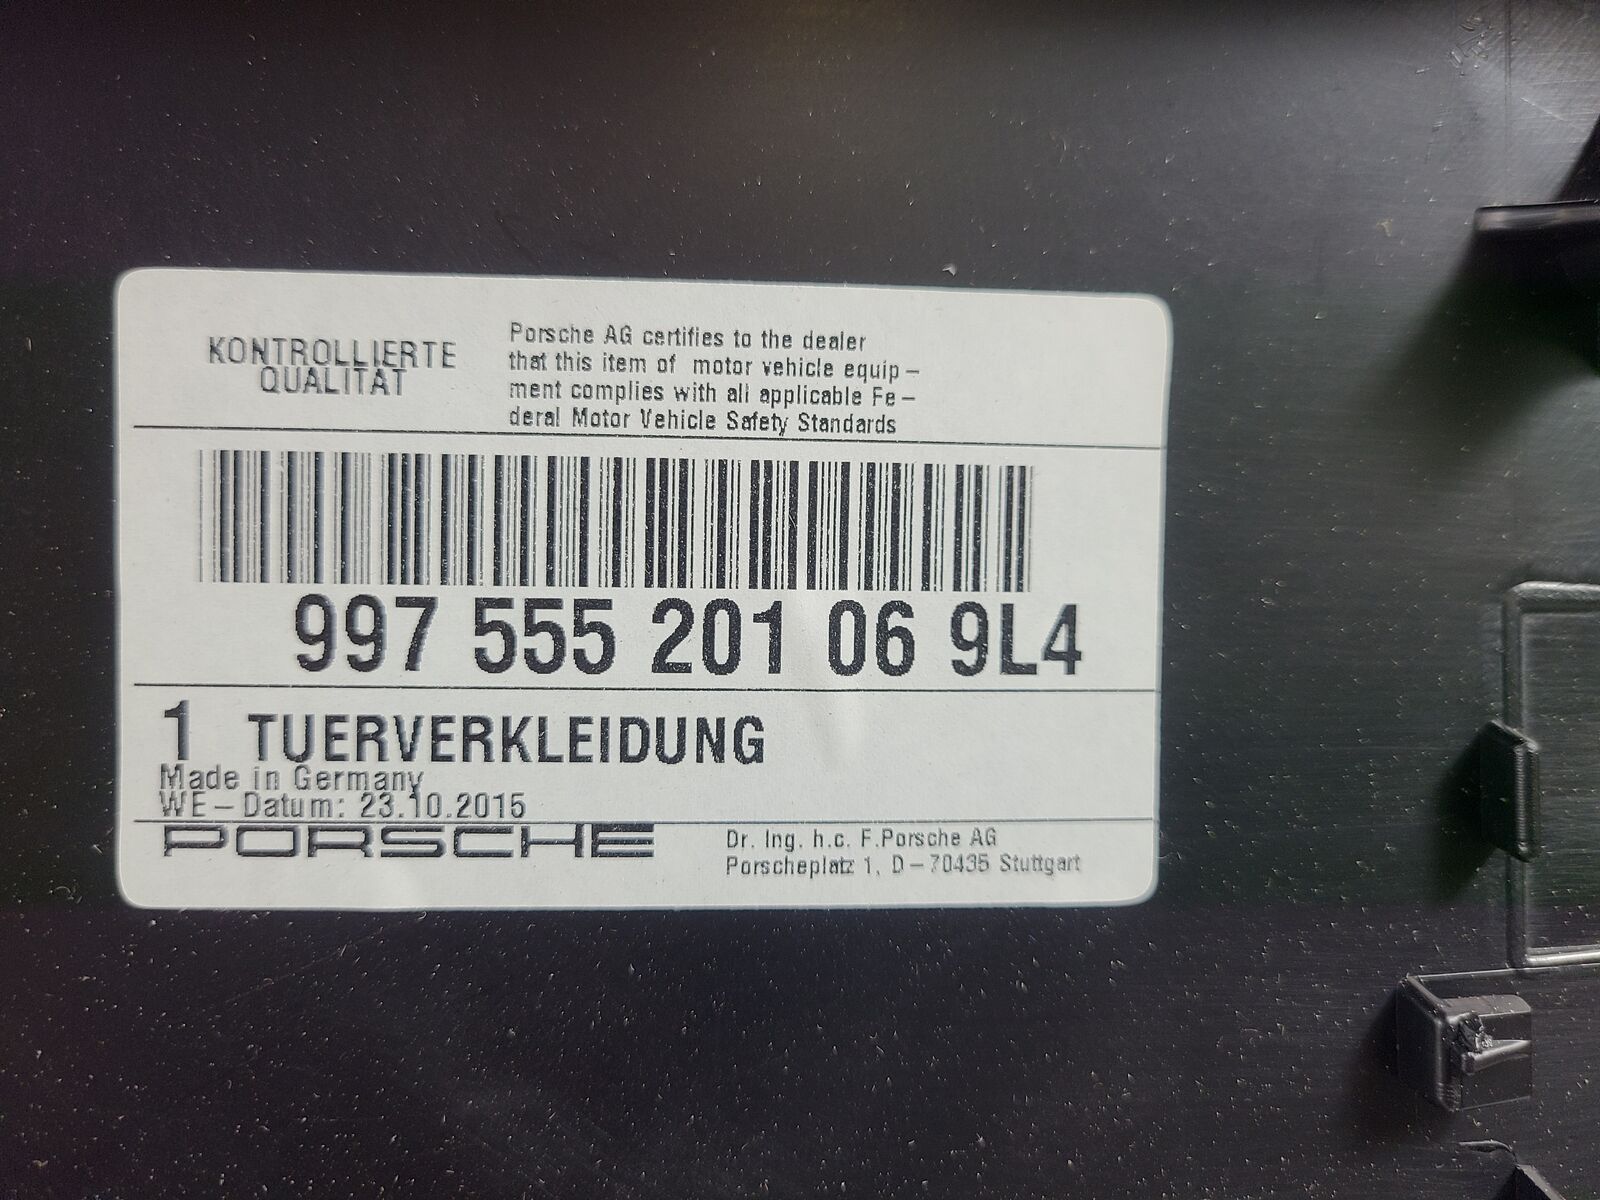 KONTROLLIERTE
QUALITÄT
Porsche AG certifies to the dealer
that this item of motor vehicle equip-
ment complies with all applicable Fe-
deral Motor Vehicle Safety Standards
997 555 201 06 9L4
1 TUERVERKLEIDUNG
Made in Germany
WE-Datum: 23.10.2015
PORSCHE
Dr. Ing. h.c. F.Porsche AG
Porscheplatz 1, D-70435 Stuttgart